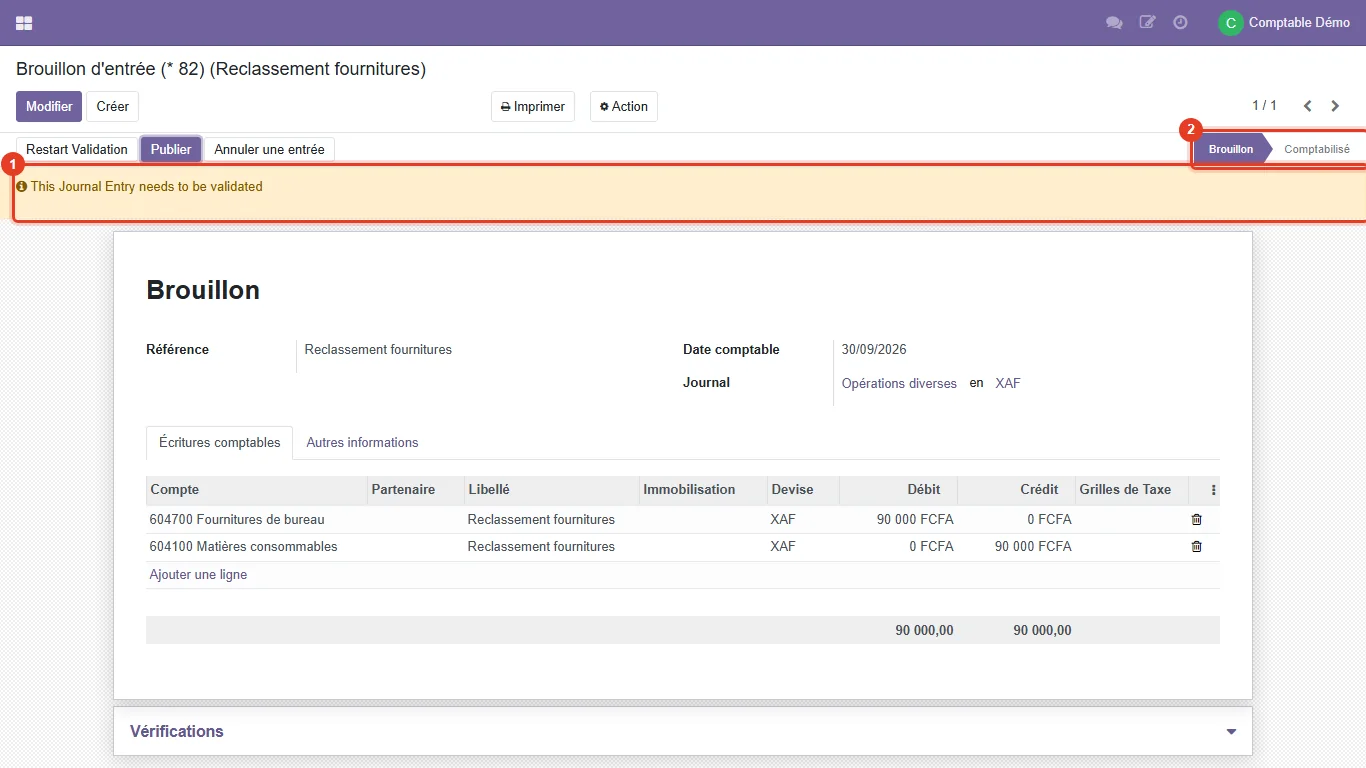 C Comptable Démo
Brouillon d'entrée (* 82) (Reclassement fournitures)
Modifier Créer Imprimer Action 1 / 1
2
Restart Validation Publier Annuler une entrée Brouillon Comptabilisé
1
This Journal Entry needs to be validated
Brouillon
Référence Reclassement fournitures Date comptable 30/09/2026
Journal Opérations diverses en XAF
Écritures comptables Autres informations
Compte Partenaire Libellé Immobilisation Devise Débit Crédit Grilles de Taxe
604700 Fournitures de bureau Reclassement fournitures XAF 90 000 FCFA 0 FCFA
604100 Matières consommables Reclassement fournitures XAF 0 FCFA 90 000 FCFA
Ajouter une ligne
90 000,00 90 000,00
Vérifications